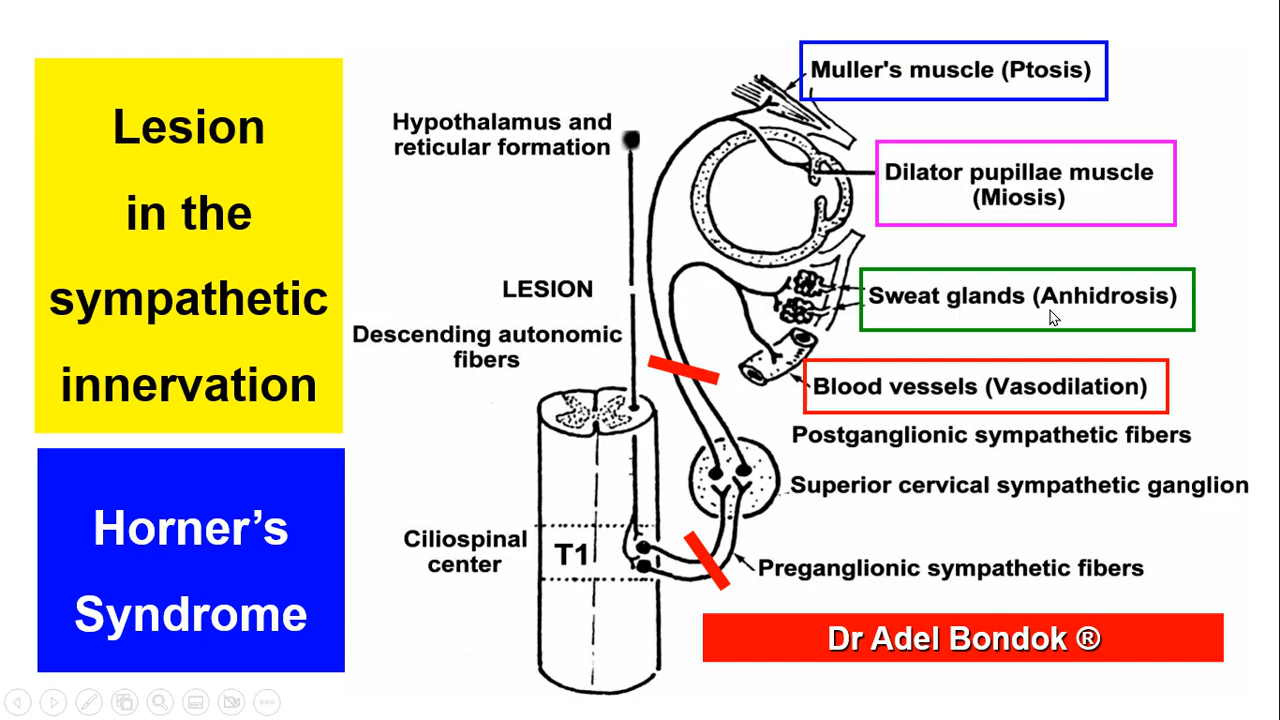 Lesion
in the
sympathetic
innervation
Horner's
Syndrome
Hypothalamus and
reticular formation
LESION
Descending autonomic
fibers
Ciliospinal
center
T1
Muller's muscle (Ptosis)
Dilator pupillae muscle
(Miosis)
Sweat glands (Anhidrosis)
Blood vessels (Vasodilation)
Postganglionic sympathetic fibers
Superior cervical sympathetic ganglion
Preganglionic sympathetic fibers
Dr Adel Bondok ®